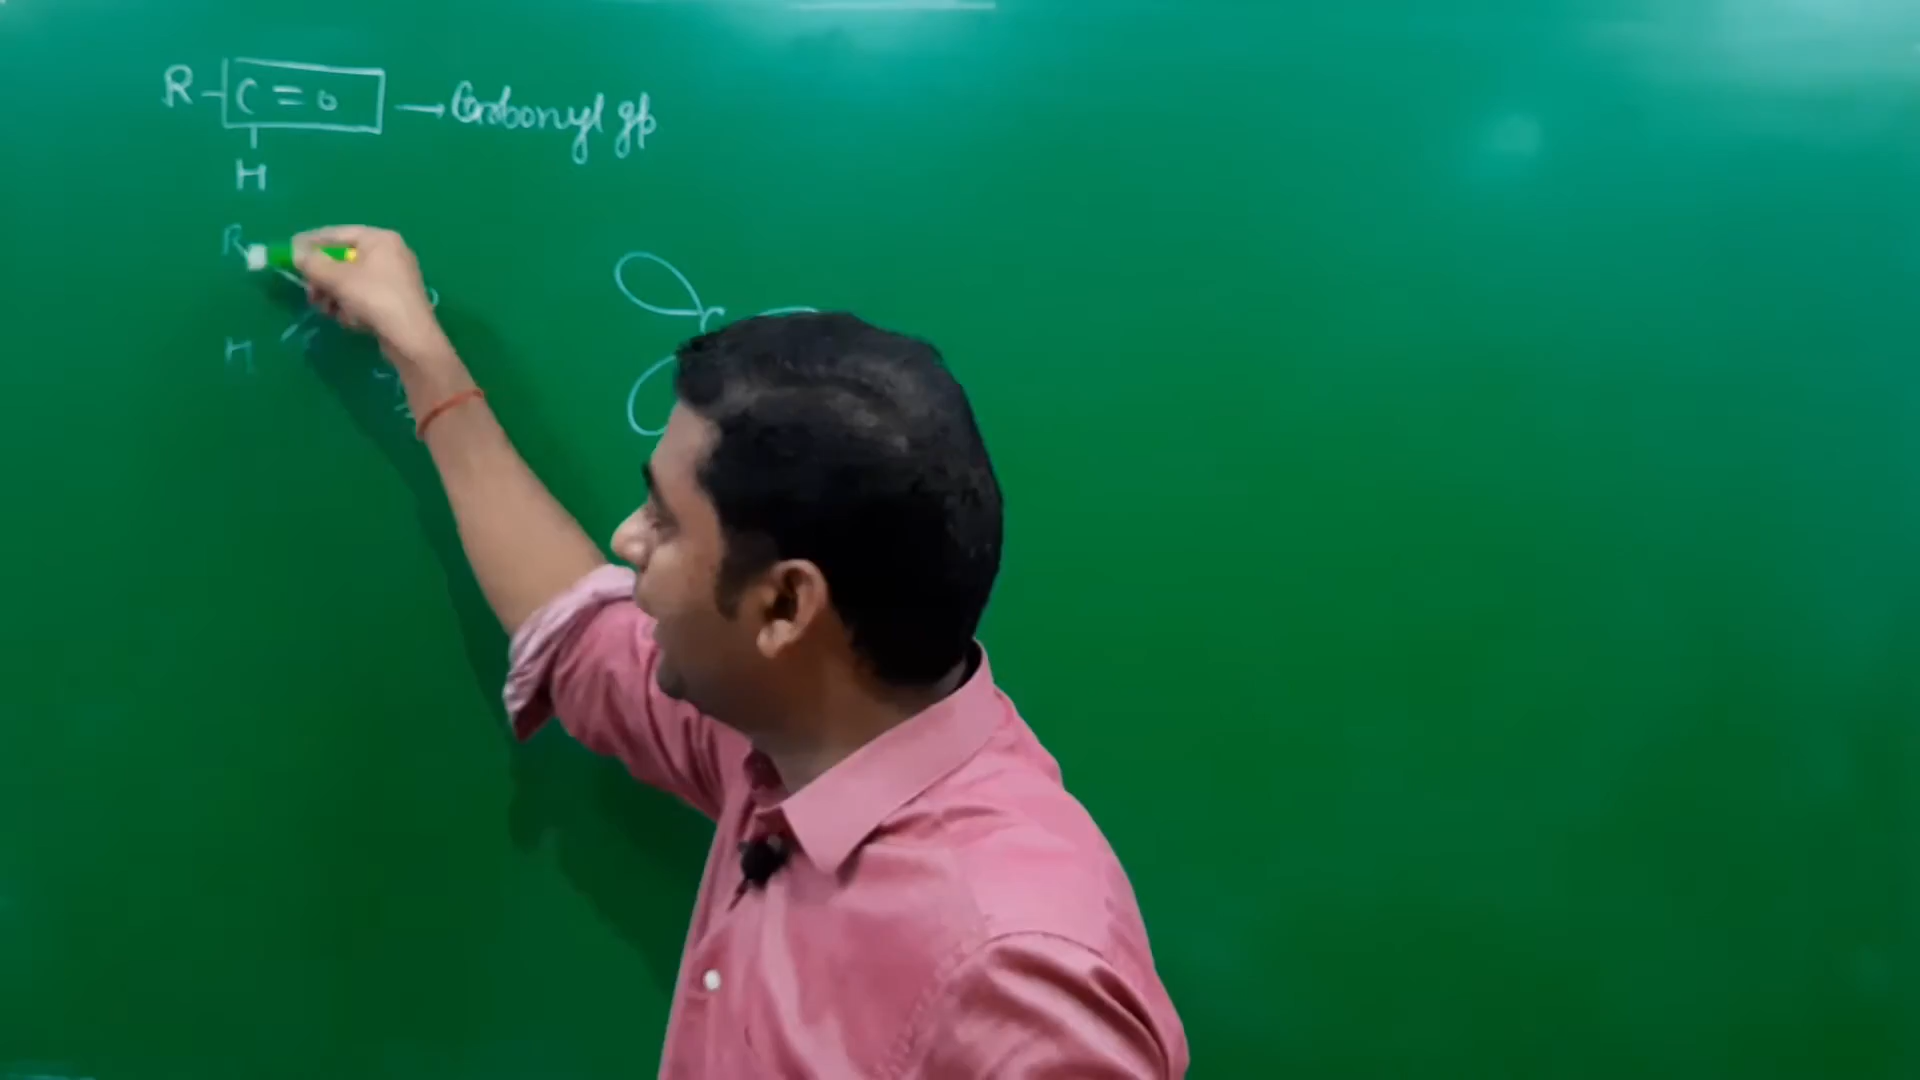 R-C=O → Carbonyl gp
H
R
O
H
C
C